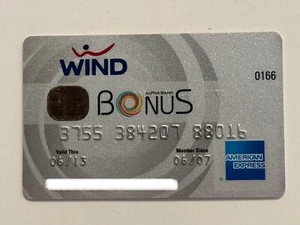 WIND
0166
ALPHA BANK
BONUS
3755 384207 88016
Valid Thru
Member Since
06/13
06/07
AMERICAN
EXPRESS